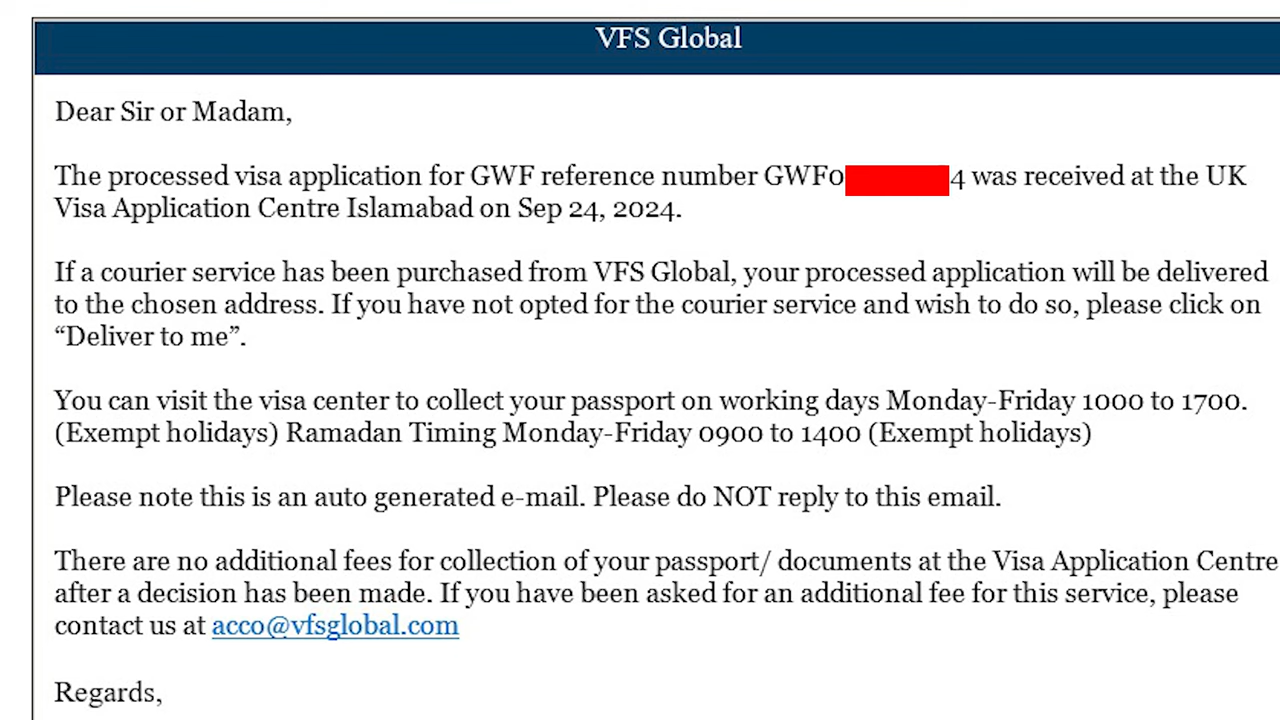 VFS Global
Dear Sir or Madam,
The processed visa application for GWF reference number GWF0 4 was received at the UK
Visa Application Centre Islamabad on Sep 24, 2024.
If a courier service has been purchased from VFS Global, your processed application will be delivered
to the chosen address. If you have not opted for the courier service and wish to do so, please click on
“Deliver to me”.
You can visit the visa center to collect your passport on working days Monday-Friday 1000 to 1700.
(Exempt holidays) Ramadan Timing Monday-Friday 0900 to 1400 (Exempt holidays)
Please note this is an auto generated e-mail. Please do NOT reply to this email.
There are no additional fees for collection of your passport/ documents at the Visa Application Centre
after a decision has been made. If you have been asked for an additional fee for this service, please
contact us at acco@vfsglobal.com
Regards,